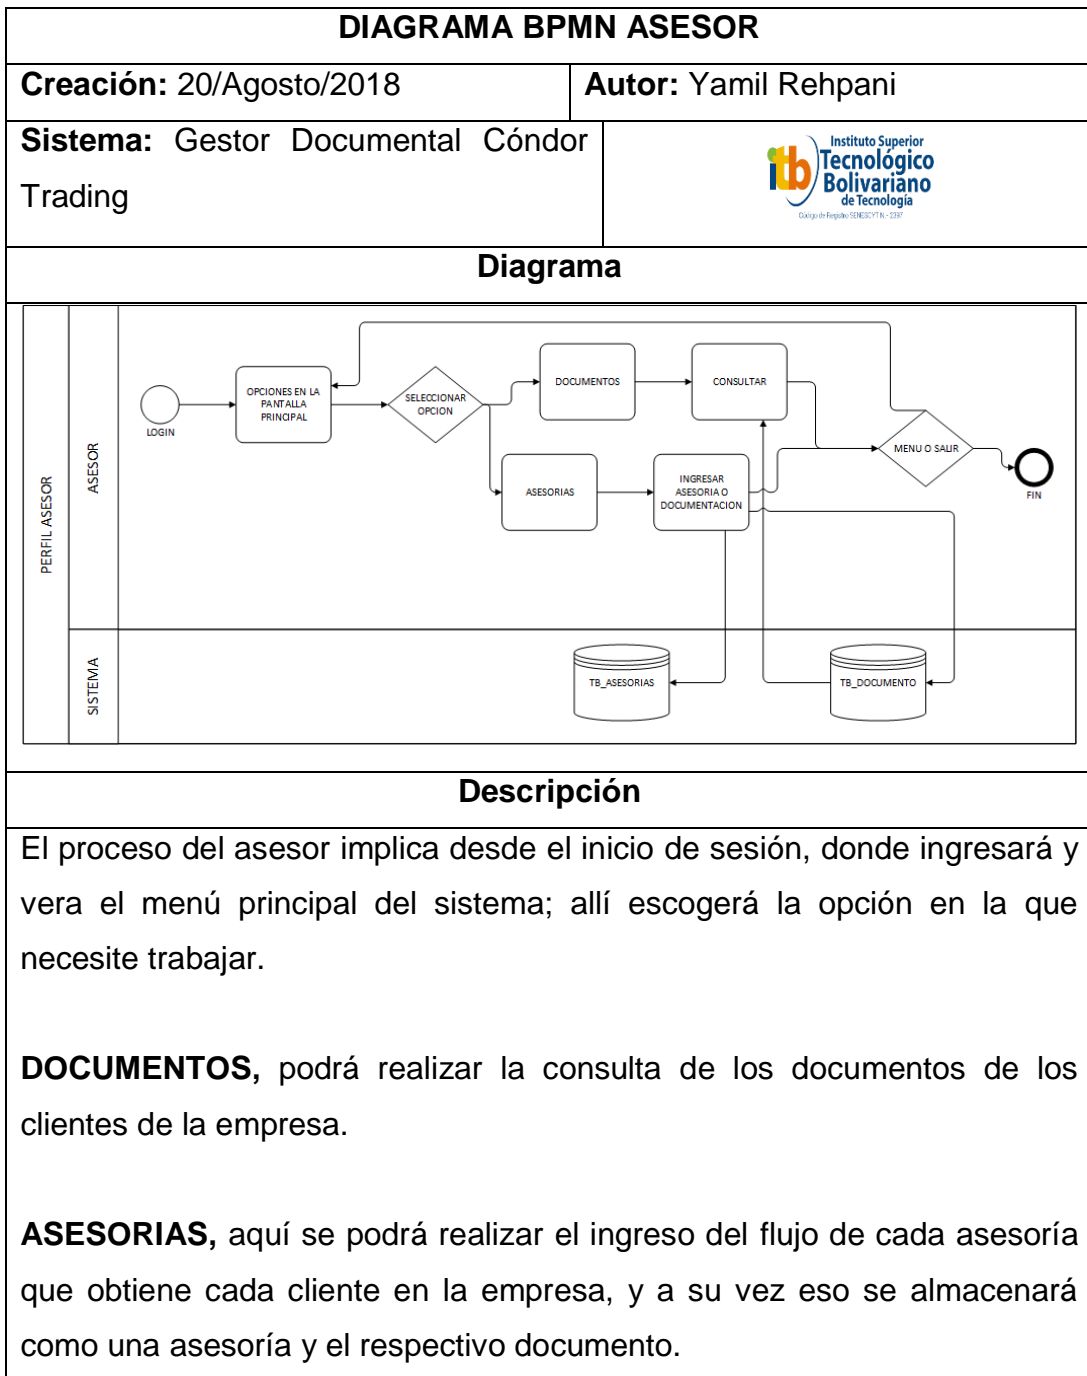 DIAGRAMA BPMN ASESOR
Creación: 20/Agosto/2018
Autor: Yamil Rehpani
Sistema: Gestor Documental Cóndor
Trading
itb
Instituto Superior
Tecnológico
Bolivariano
de Tecnología
Código de Registro SENESCYT N.- 2397
Diagrama
PERFIL ASESOR
ASESOR
LOGIN
OPCIONES EN LA
PANTALLA
PRINCIPAL
SELECCIONAR
OPCION
DOCUMENTOS
CONSULTAR
ASESORIAS
INGRESAR
ASESORIA O
DOCUMENTACION
MENU O SALIR
FIN
SISTEMA
TB_ASESORIAS
TB_DOCUMENTO
Descripción
El proceso del asesor implica desde el inicio de sesión, donde ingresará y
vera el menú principal del sistema; allí escogerá la opción en la que
necesite trabajar.
DOCUMENTOS, podrá realizar la consulta de los documentos de los
clientes de la empresa.
ASESORIAS, aquí se podrá realizar el ingreso del flujo de cada asesoría
que obtiene cada cliente en la empresa, y a su vez eso se almacenará
como una asesoría y el respectivo documento.